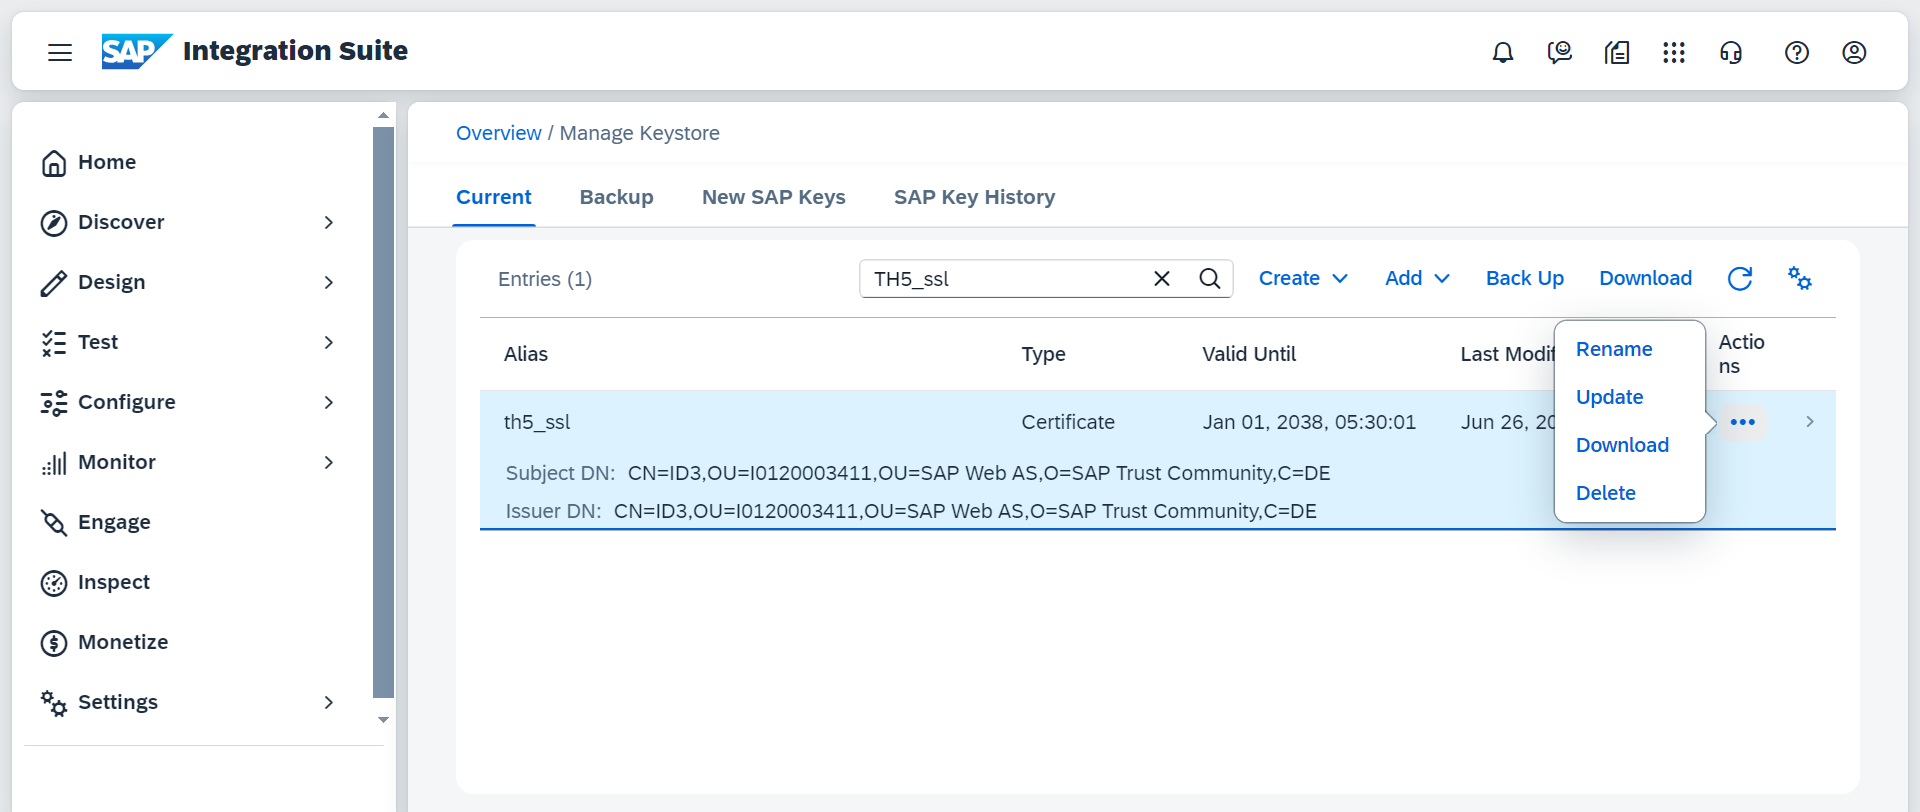 SAP Integration Suite
Home
Discover
Design
Test
Configure
Monitor
Engage
Inspect
Monetize
Settings
Overview / Manage Keystore
Current Backup New SAP Keys SAP Key History
Entries (1) TH5_ssl Create Add Back Up Download
Alias Type Valid Until Last Modif Actio
ns
th5_ssl Certificate Jan 01, 2038, 05:30:01 Jun 26, 20
Subject DN: CN=ID3,OU=I0120003411,OU=SAP Web AS,O=SAP Trust Community,C=DE
Issuer DN: CN=ID3,OU=I0120003411,OU=SAP Web AS,O=SAP Trust Community,C=DE
Rename
Update
Download
Delete